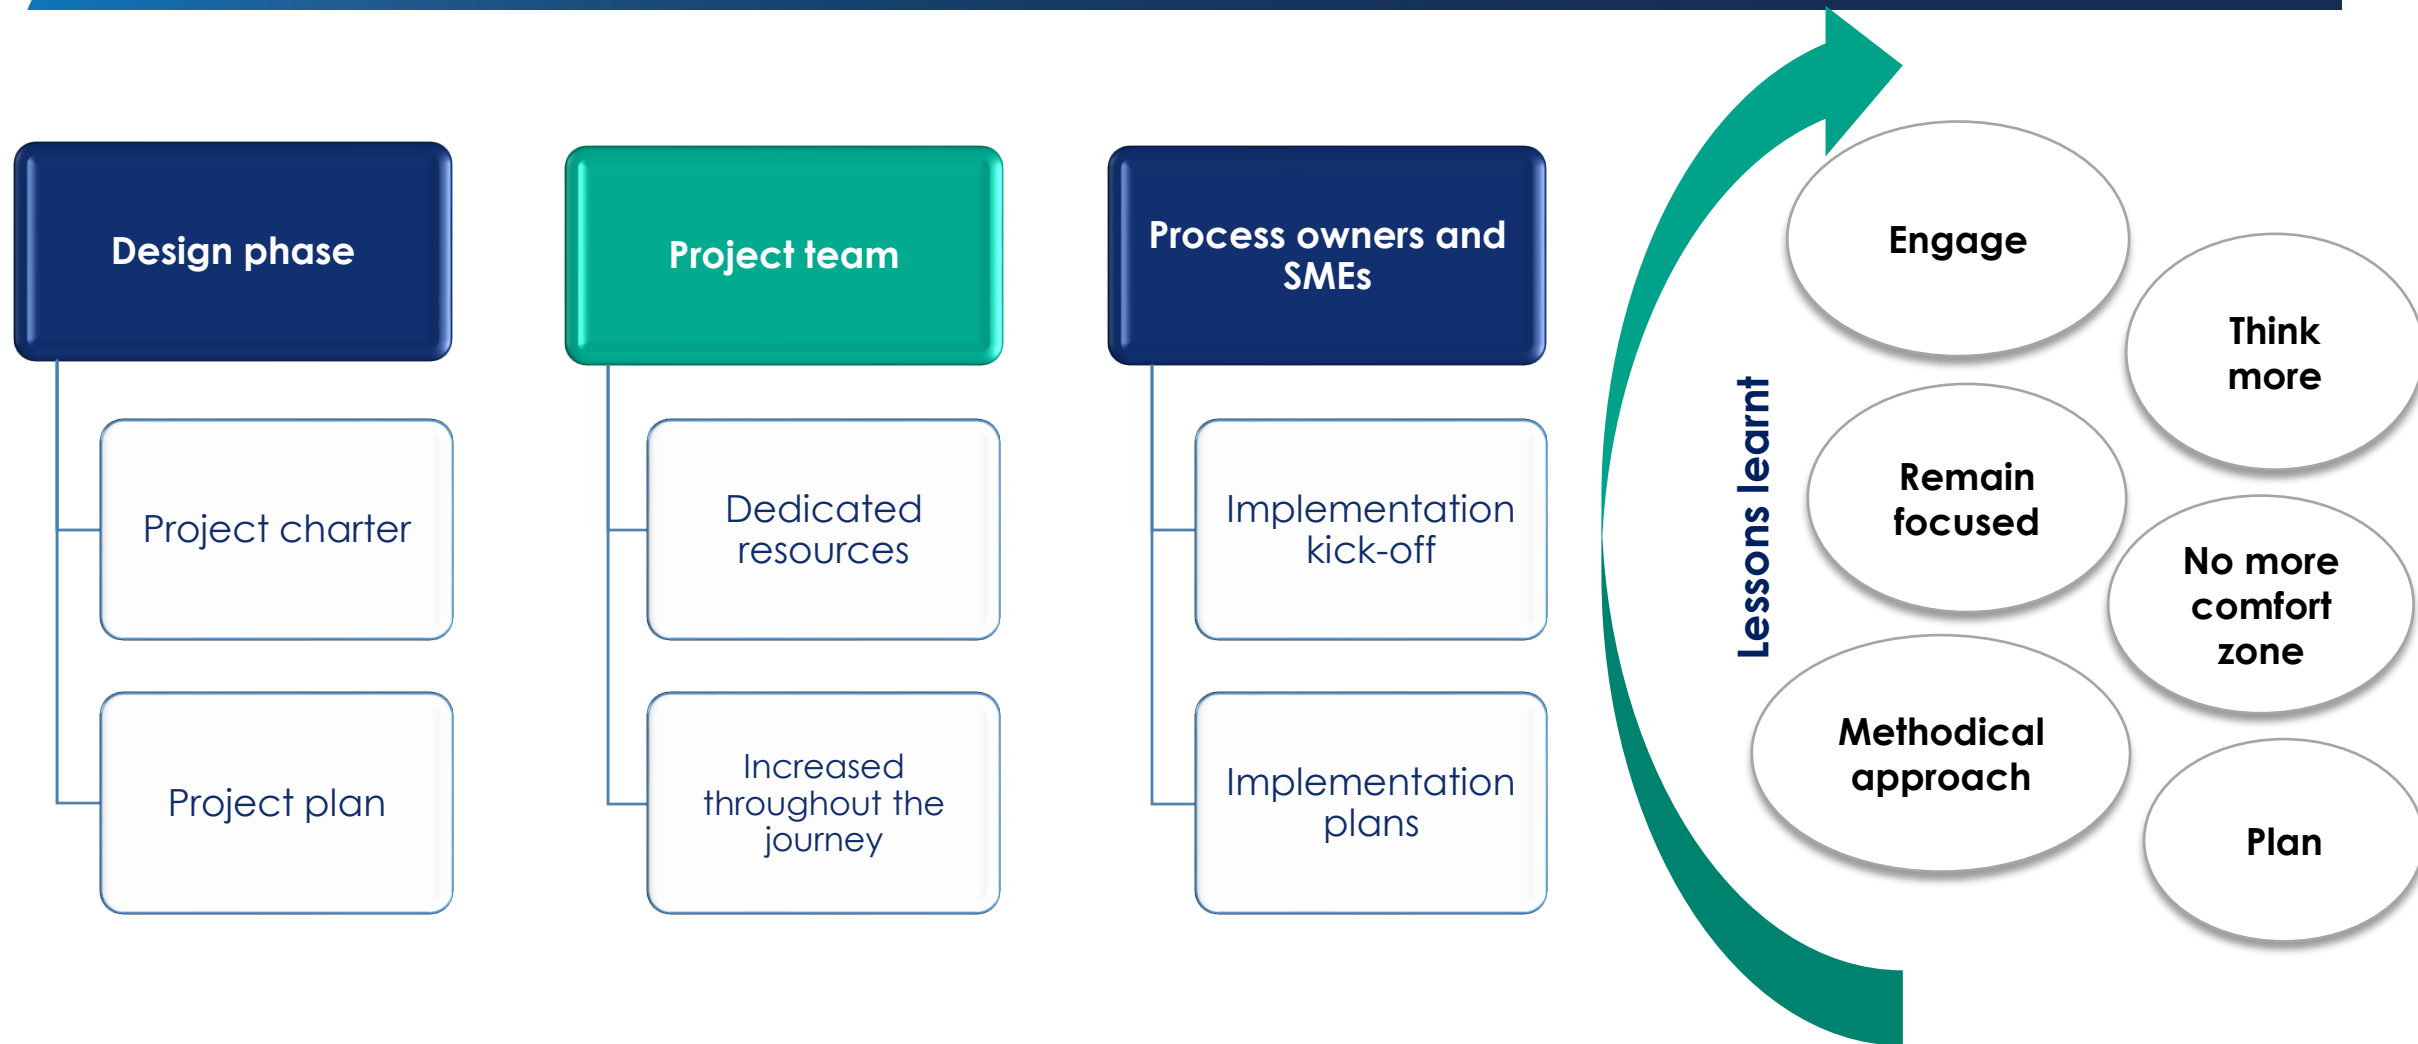 Design phase
Project charter
Project plan
Project team
Dedicated
resources
Increased
throughout the
journey
Process owners and
SMEs
Implementation
kick-off
Implementation
plans
Lessons learnt
Engage
Think
more
Remain
focused
No more
comfort
zone
Methodical
approach
Plan